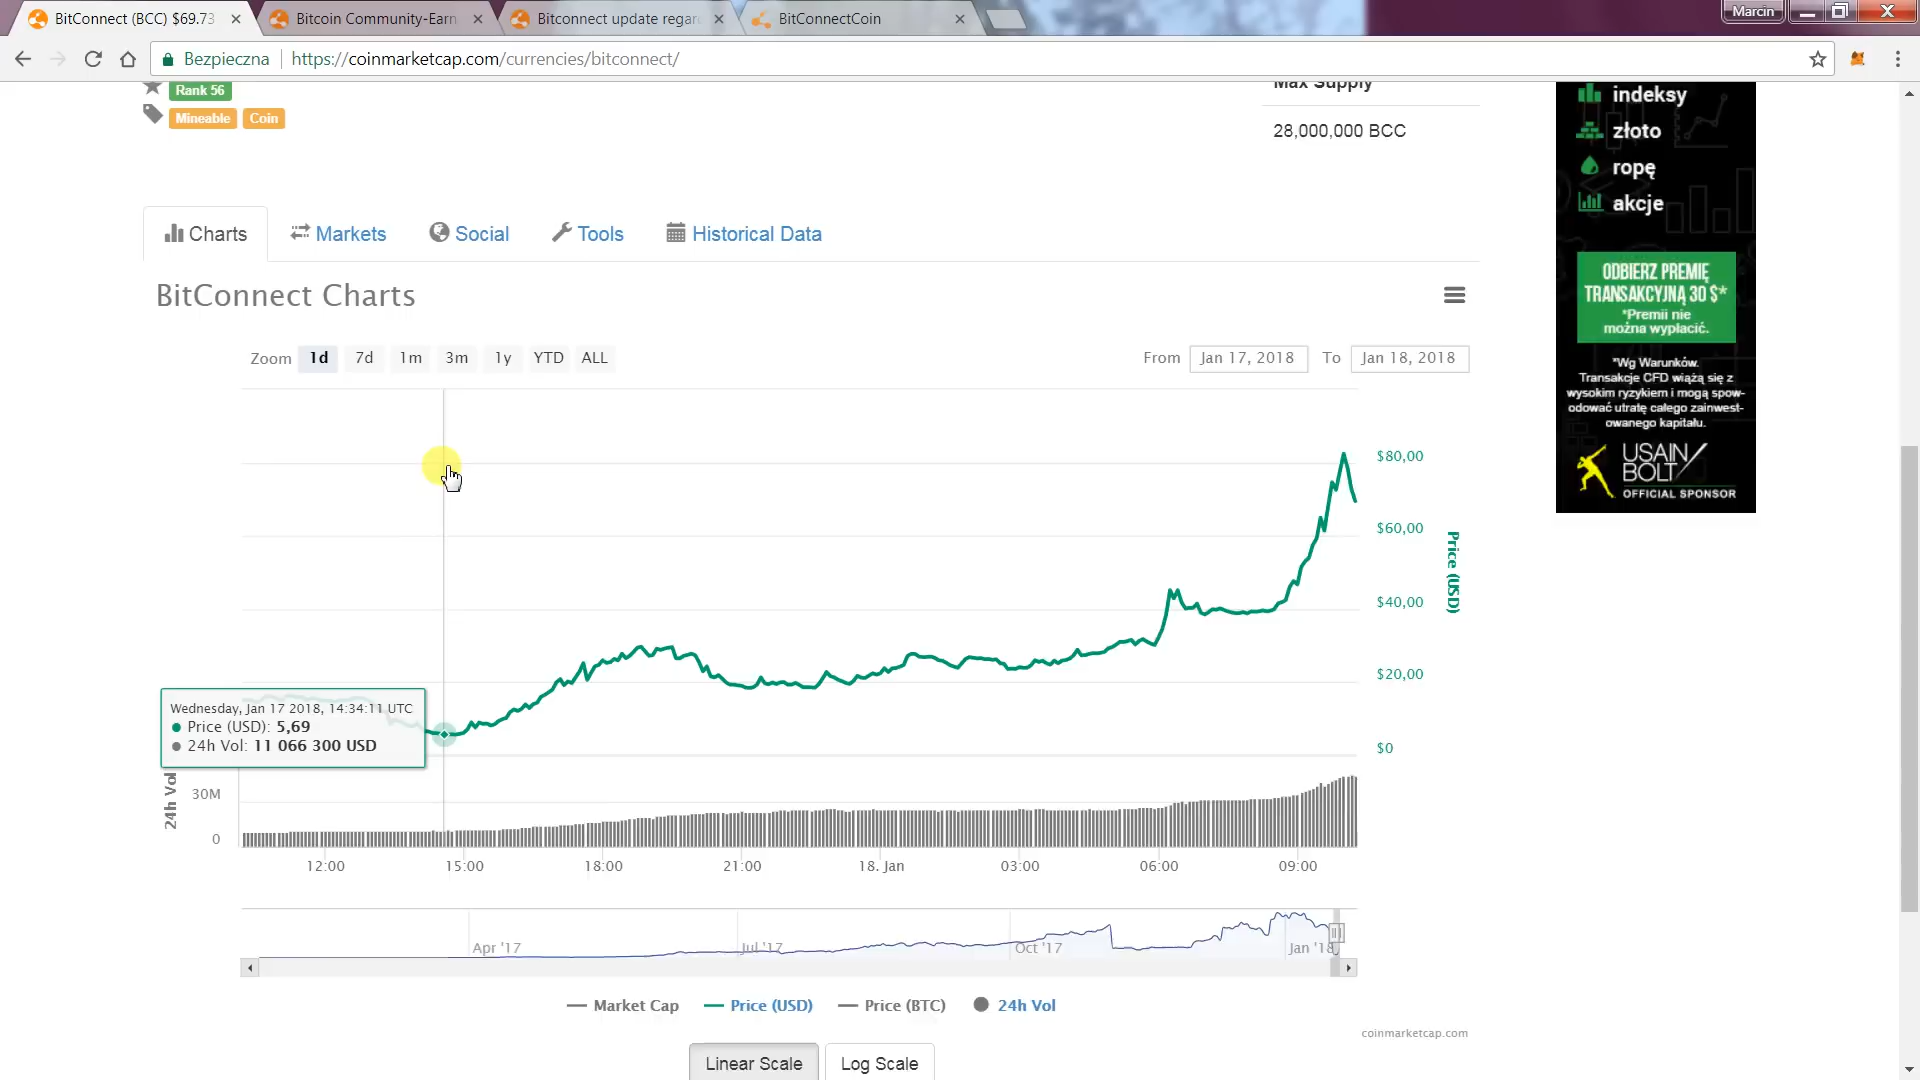 BitConnect (BCC) $69.73
Bitcoin Community-Earn
Bitconnect update regar
BitConnectCoin
Marcin
Bezpieczna
https://coinmarketcap.com/currencies/bitconnect/
Rank 56
Mineable
Coin
Max Supply
28,000,000 BCC
indeksy
złoto
ropę
akcje
ODBIERZ PREMIĘ
TRANSAKCYJNĄ 30 $*
*Premii nie
można wypłacić.
*Wg Warunków.
Transakcje CFD wiążą się z
wysokim ryzykiem i mogą spow-
odować utratę całego zainwest-
owanego kapitału.
USAIN
BOLT
OFFICIAL SPONSOR
Charts
Markets
Social
Tools
Historical Data
BitConnect Charts
Zoom
1d
7d
1m
3m
1y
YTD
ALL
From
Jan 17, 2018
To
Jan 18, 2018
$80,00
$60,00
$40,00
$20,00
$0
Price (USD)
Wednesday, Jan 17 2018, 14:34:11 UTC
Price (USD): 5,69
24h Vol: 11 066 300 USD
24h Vol
30M
0
12:00
15:00
18:00
21:00
18. Jan
03:00
06:00
09:00
Apr '17
Jul '17
Oct '17
Jan '18
Market Cap
Price (USD)
Price (BTC)
24h Vol
coinmarketcap.com
Linear Scale
Log Scale